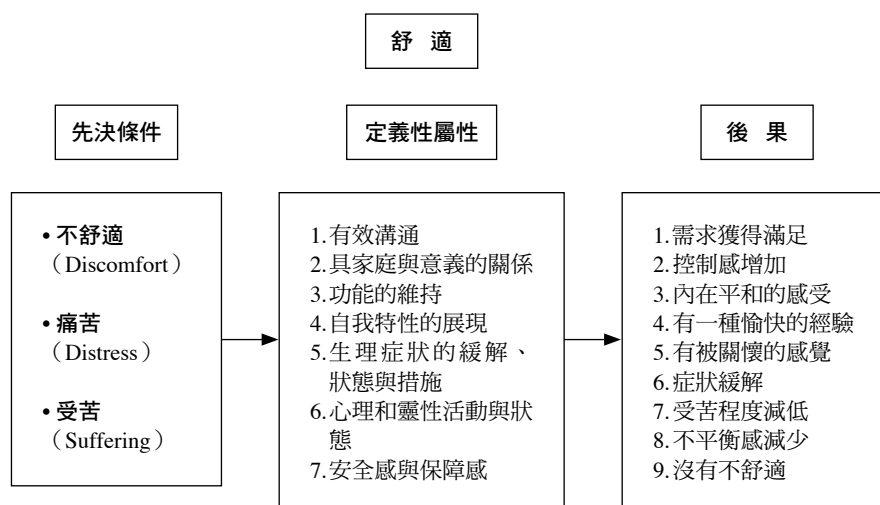 舒 適
先決條件
定義性屬性
後 果
• 不舒適
（Discomfort）
• 痛苦
（Distress）
• 受苦
（Suffering）
1.有效溝通
2.具家庭與意義的關係
3.功能的維持
4.自我特性的展現
5.生理症狀的緩解、
狀態與措施
6.心理和靈性活動與狀
態
7.安全感與保障感
1.需求獲得滿足
2.控制感增加
3.內在平和的感受
4.有一種愉快的經驗
5.有被關懷的感覺
6.症狀緩解
7.受苦程度減低
8.不平衡感減少
9.沒有不舒適